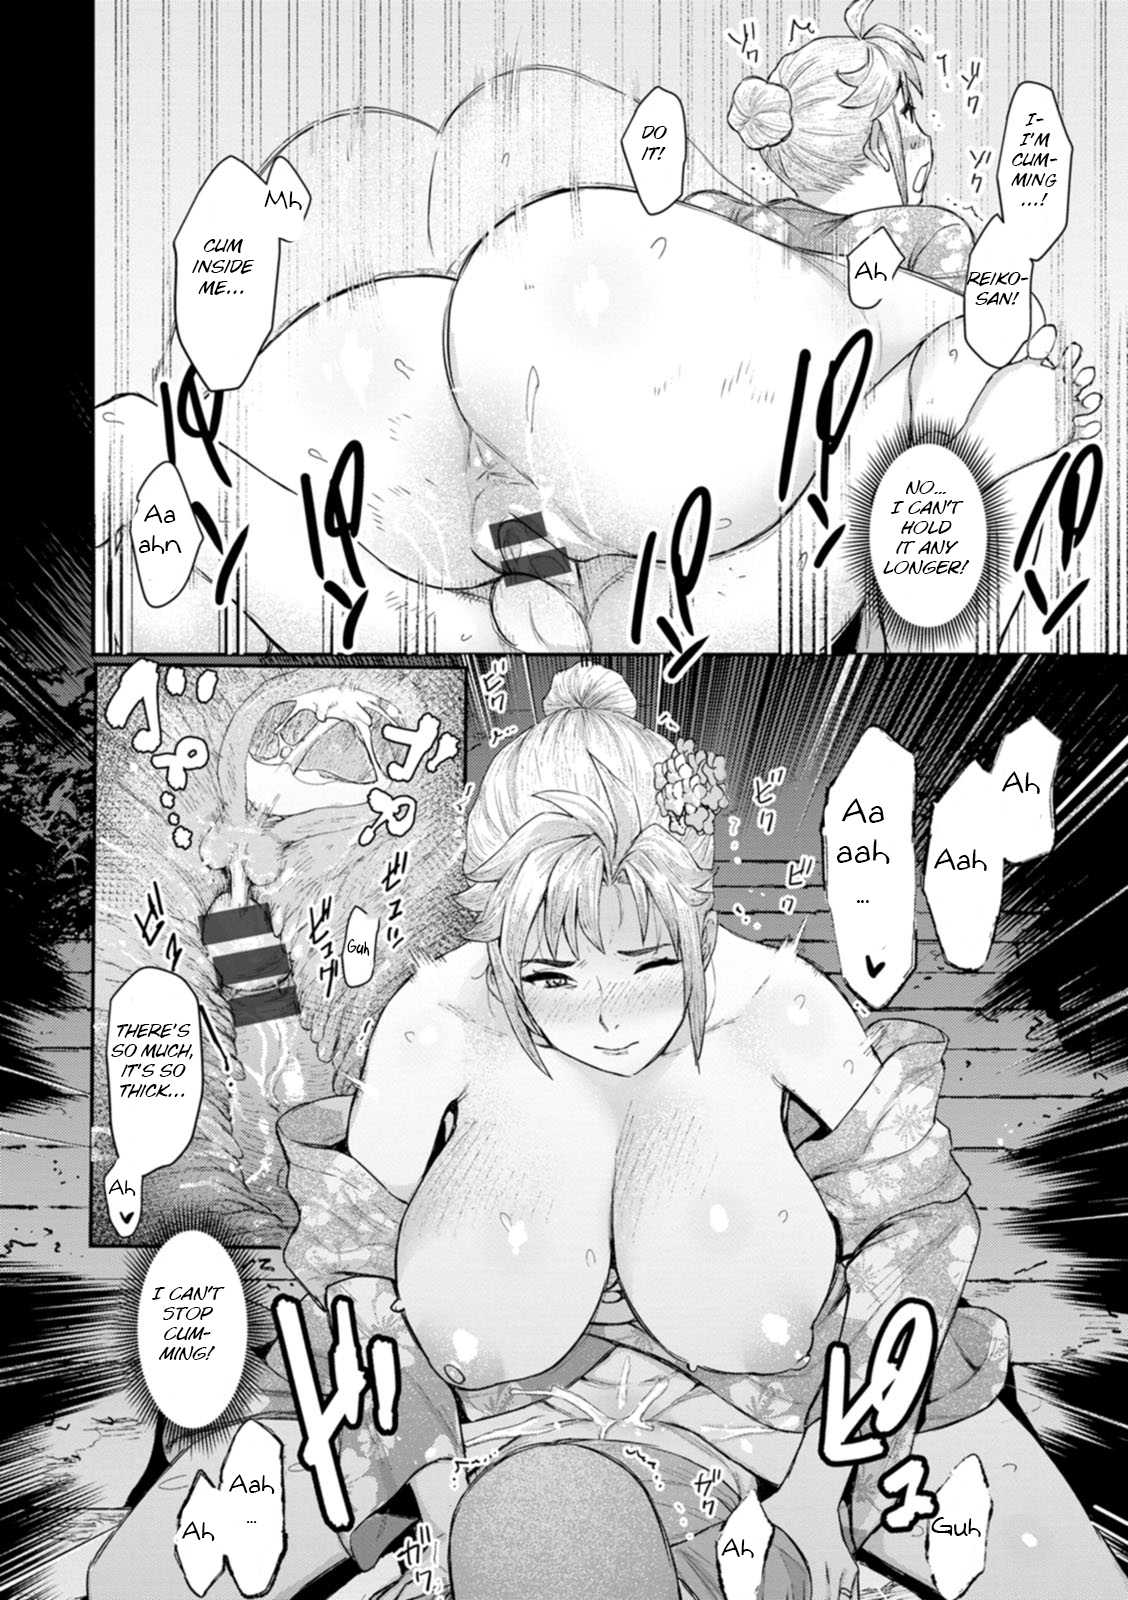 I-
I'M
CUM-
MING
...!
REIKO-
SAN!
DO
IT!
Ah
Mh
CUM
INSIDE
ME...
NO...
I CAN'T
HOLD
IT ANY
LONGER!
Aa
ahn
Ah
Aah
Aa
aah
...
Guh
THERE'S
SO MUCH,
IT'S SO
THICK...
Ah
I CAN'T
STOP
CUM-
MING!
Aah
...
Ah
Guh
Ah